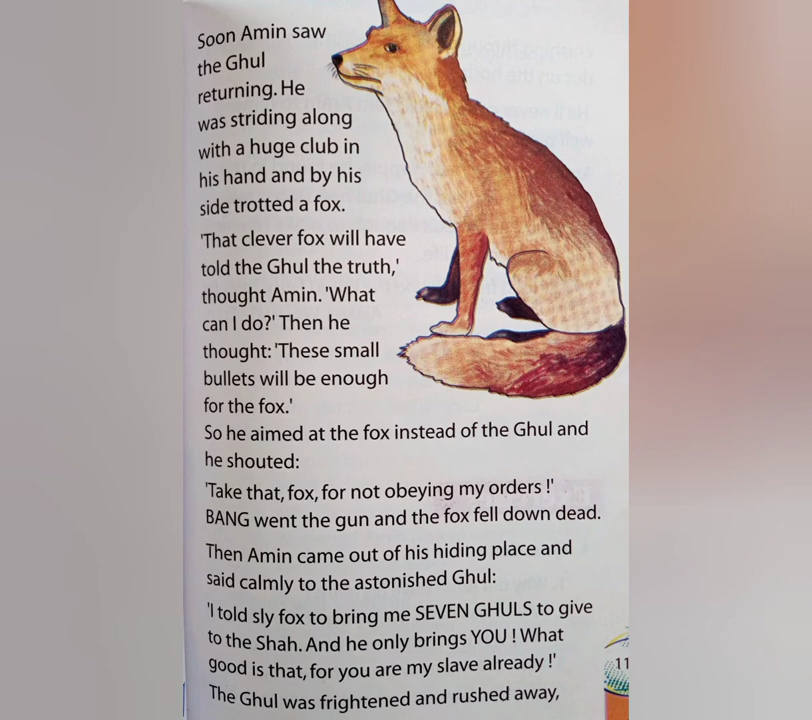 Soon Amin saw
the Ghul
returning. He
was striding along
with a huge club in
his hand and by his
side trotted a fox.
'That clever fox will have
told the Ghul the truth,'
thought Amin. 'What
can I do?' Then he
thought: 'These small
bullets will be enough
for the fox.'
So he aimed at the fox instead of the Ghul and
he shouted:
'Take that, fox, for not obeying my orders !'
BANG went the gun and the fox fell down dead.
Then Amin came out of his hiding place and
said calmly to the astonished Ghul:
'I told sly fox to bring me SEVEN GHULS to give
to the Shah. And he only brings YOU ! What
good is that, for you are my slave already !'
The Ghul was frightened and rushed away,
11